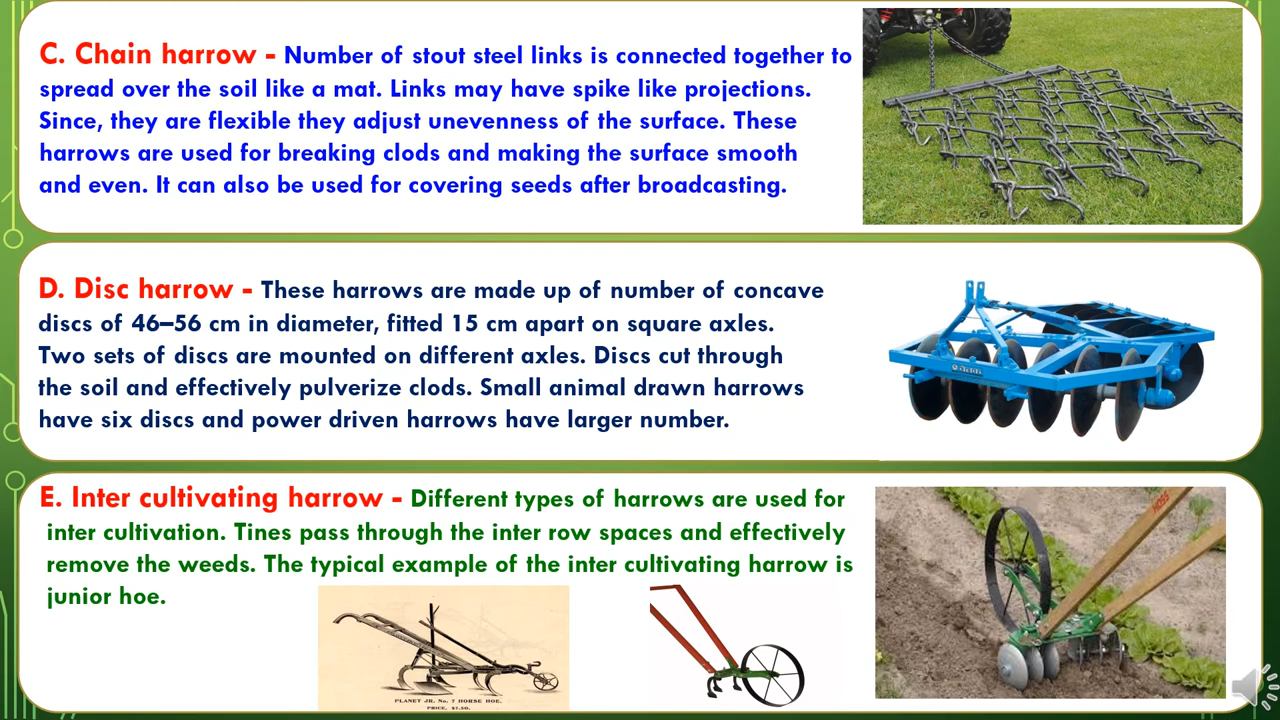 C. Chain harrow - Number of stout steel links is connected together to
spread over the soil like a mat. Links may have spike like projections.
Since, they are flexible they adjust unevenness of the surface. These
harrows are used for breaking clods and making the surface smooth
and even. It can also be used for covering seeds after broadcasting.
D. Disc harrow - These harrows are made up of number of concave
discs of 46–56 cm in diameter, fitted 15 cm apart on square axles.
Two sets of discs are mounted on different axles. Discs cut through
the soil and effectively pulverize clods. Small animal drawn harrows
have six discs and power driven harrows have larger number.
E. Inter cultivating harrow - Different types of harrows are used for
inter cultivation. Tines pass through the inter row spaces and effectively
remove the weeds. The typical example of the inter cultivating harrow is
junior hoe.
PLANET JR. No. 7 HORSE HOE.
PRICE, $7.50.
HOSS